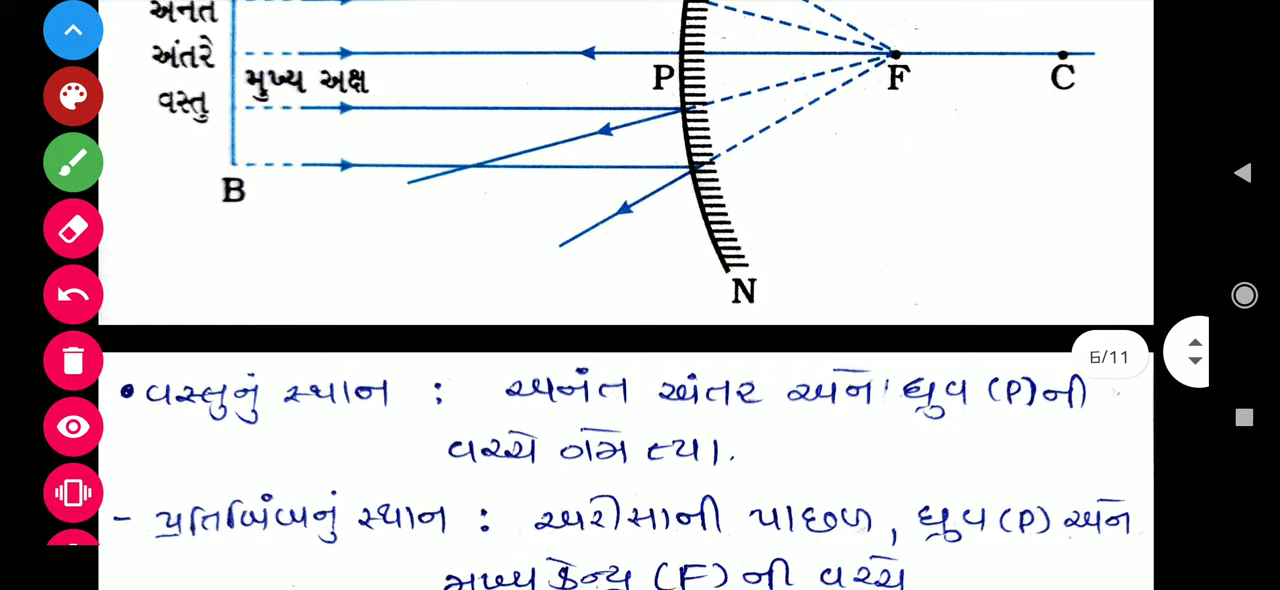 અનંત
અંતરે
વસ્તુ
મુખ્ય અક્ષ
P
F
C
B
N
6/11
• વસ્તુનું સ્થાન : અનંત અંતર અને ધ્રુવ (P)ની
વચ્ચે ગમે ત્યાં.
- પ્રતિબિંબનું સ્થાન : અરીસાની પાછળ, ધ્રુવ (P) અને
મુખ્ય કેન્દ્ર (F) ની વચ્ચે